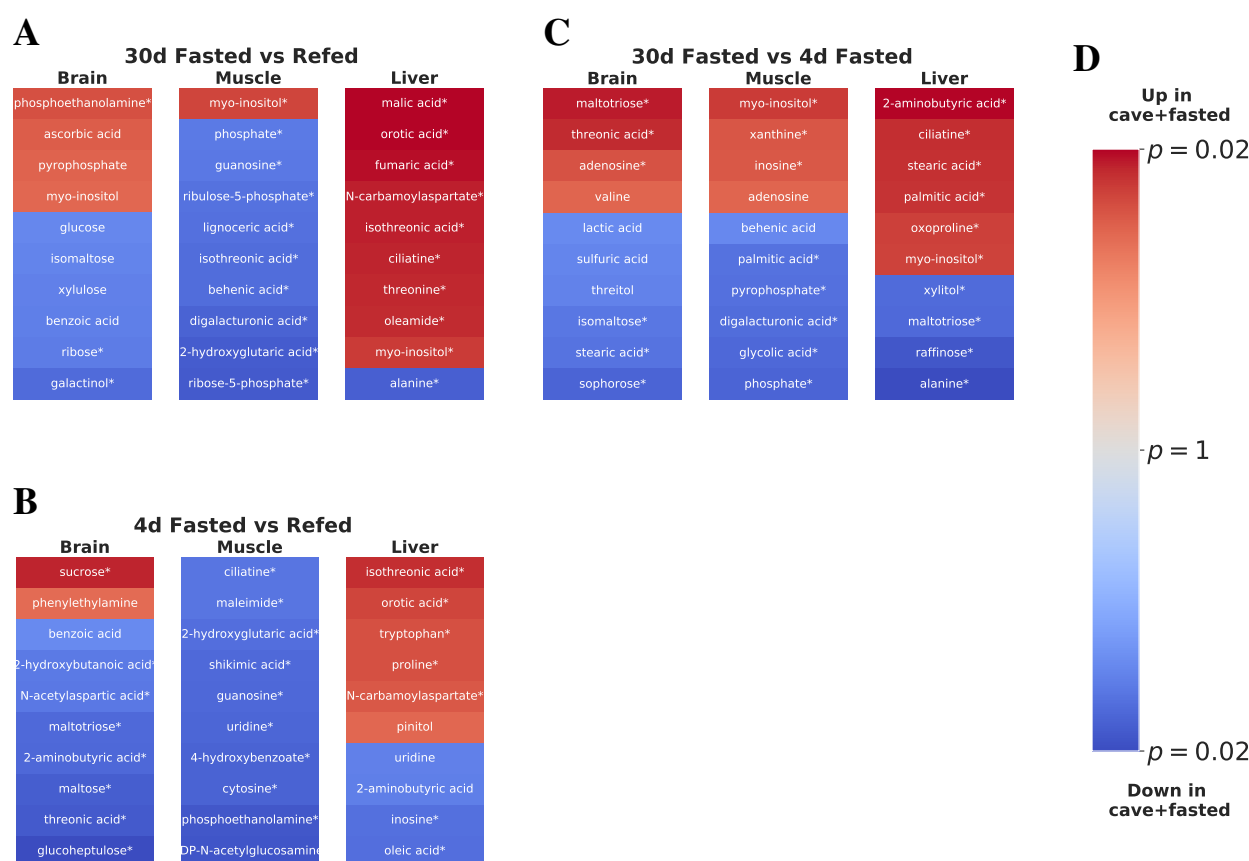 A
30d Fasted vs Refed
Brain
phosphoethanolamine*
ascorbic acid
pyrophosphate
myo-inositol
glucose
isomaltose
xylulose
benzoic acid
ribose*
galactinol*
Muscle
myo-inositol*
phosphate*
guanosine*
ribulose-5-phosphate*
lignoceric acid*
isothreonic acid*
behenic acid*
digalacturonic acid*
2-hydroxyglutaric acid*
ribose-5-phosphate*
Liver
malic acid*
orotic acid*
fumaric acid*
N-carbamoylaspartate*
isothreonic acid*
ciliatine*
threonine*
oleamide*
myo-inositol*
alanine*
C
30d Fasted vs 4d Fasted
Brain
maltotriose*
threonic acid*
adenosine*
valine
lactic acid
sulfuric acid
threitol
isomaltose*
stearic acid*
sophorose*
Muscle
myo-inositol*
xanthine*
inosine*
adenosine
behenic acid
palmitic acid*
pyrophosphate*
digalacturonic acid*
glycolic acid*
phosphate*
Liver
2-aminobutyric acid*
ciliatine*
stearic acid*
palmitic acid*
oxoproline*
myo-inositol*
xylitol*
maltotriose*
raffinose*
alanine*
D
Up in
cave+fasted
p = 0.02
p = 1
p = 0.02
Down in
cave+fasted
B
4d Fasted vs Refed
Brain
sucrose*
phenylethylamine
benzoic acid
2-hydroxybutanoic acid*
N-acetylaspartic acid*
maltotriose*
2-aminobutyric acid*
maltose*
threonic acid*
glucoheptulose*
Muscle
ciliatine*
maleimide*
2-hydroxyglutaric acid*
shikimic acid*
guanosine*
uridine*
4-hydroxybenzoate*
cytosine*
phosphoethanolamine*
DP-N-acetylglucosamine
Liver
isothreonic acid*
orotic acid*
tryptophan*
proline*
N-carbamoylaspartate*
pinitol
uridine
2-aminobutyric acid
inosine*
oleic acid*